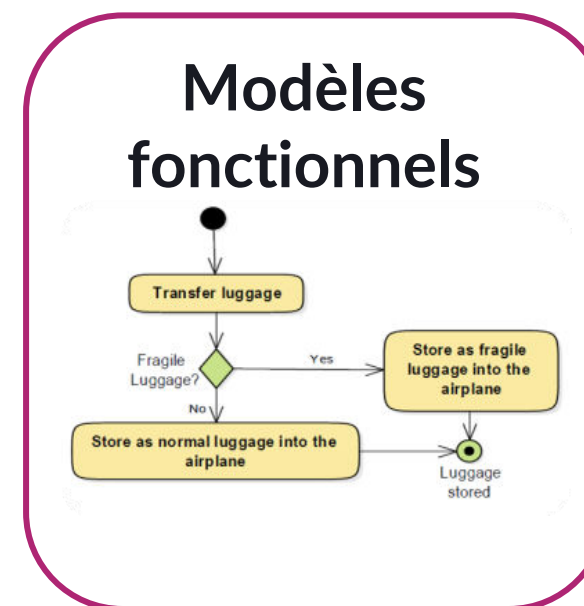 Modèles
fonctionnels
Transfer luggage
Fragile
Luggage?
Yes
Store as fragile
luggage into the
airplane
No
Store as normal luggage into the
airplane
Luggage
stored